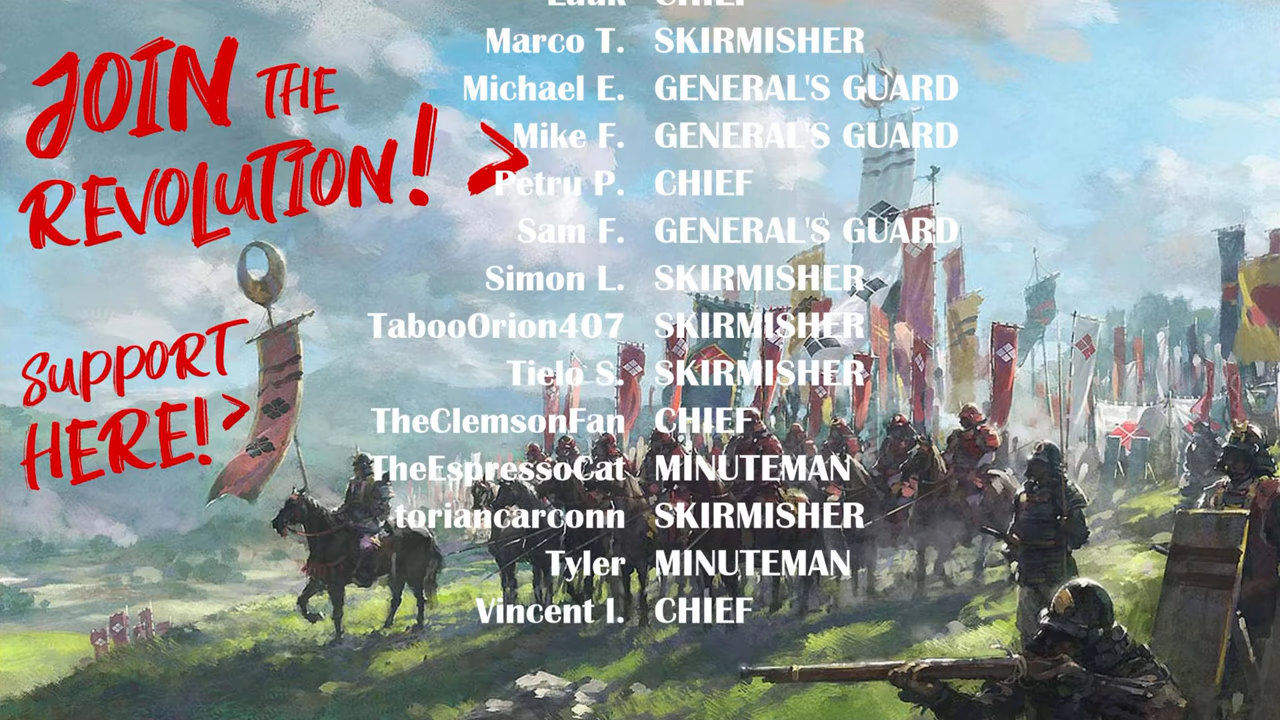 JOIN THE
REVOLUTION! >
SUPPORT
HERE! >
CHIEF
Marco T. SKIRMISHER
Michael E. GENERAL'S GUARD
Mike F. GENERAL'S GUARD
Petru P. CHIEF
Sam F. GENERAL'S GUARD
Simon L. SKIRMISHER
TabooOrion407 SKIRMISHER
Tielo S. SKIRMISHER
TheClemsonFan CHIEF
TheEspressoCat MINUTEMAN
toriancarconn SKIRMISHER
Tyler MINUTEMAN
Vincent I. CHIEF